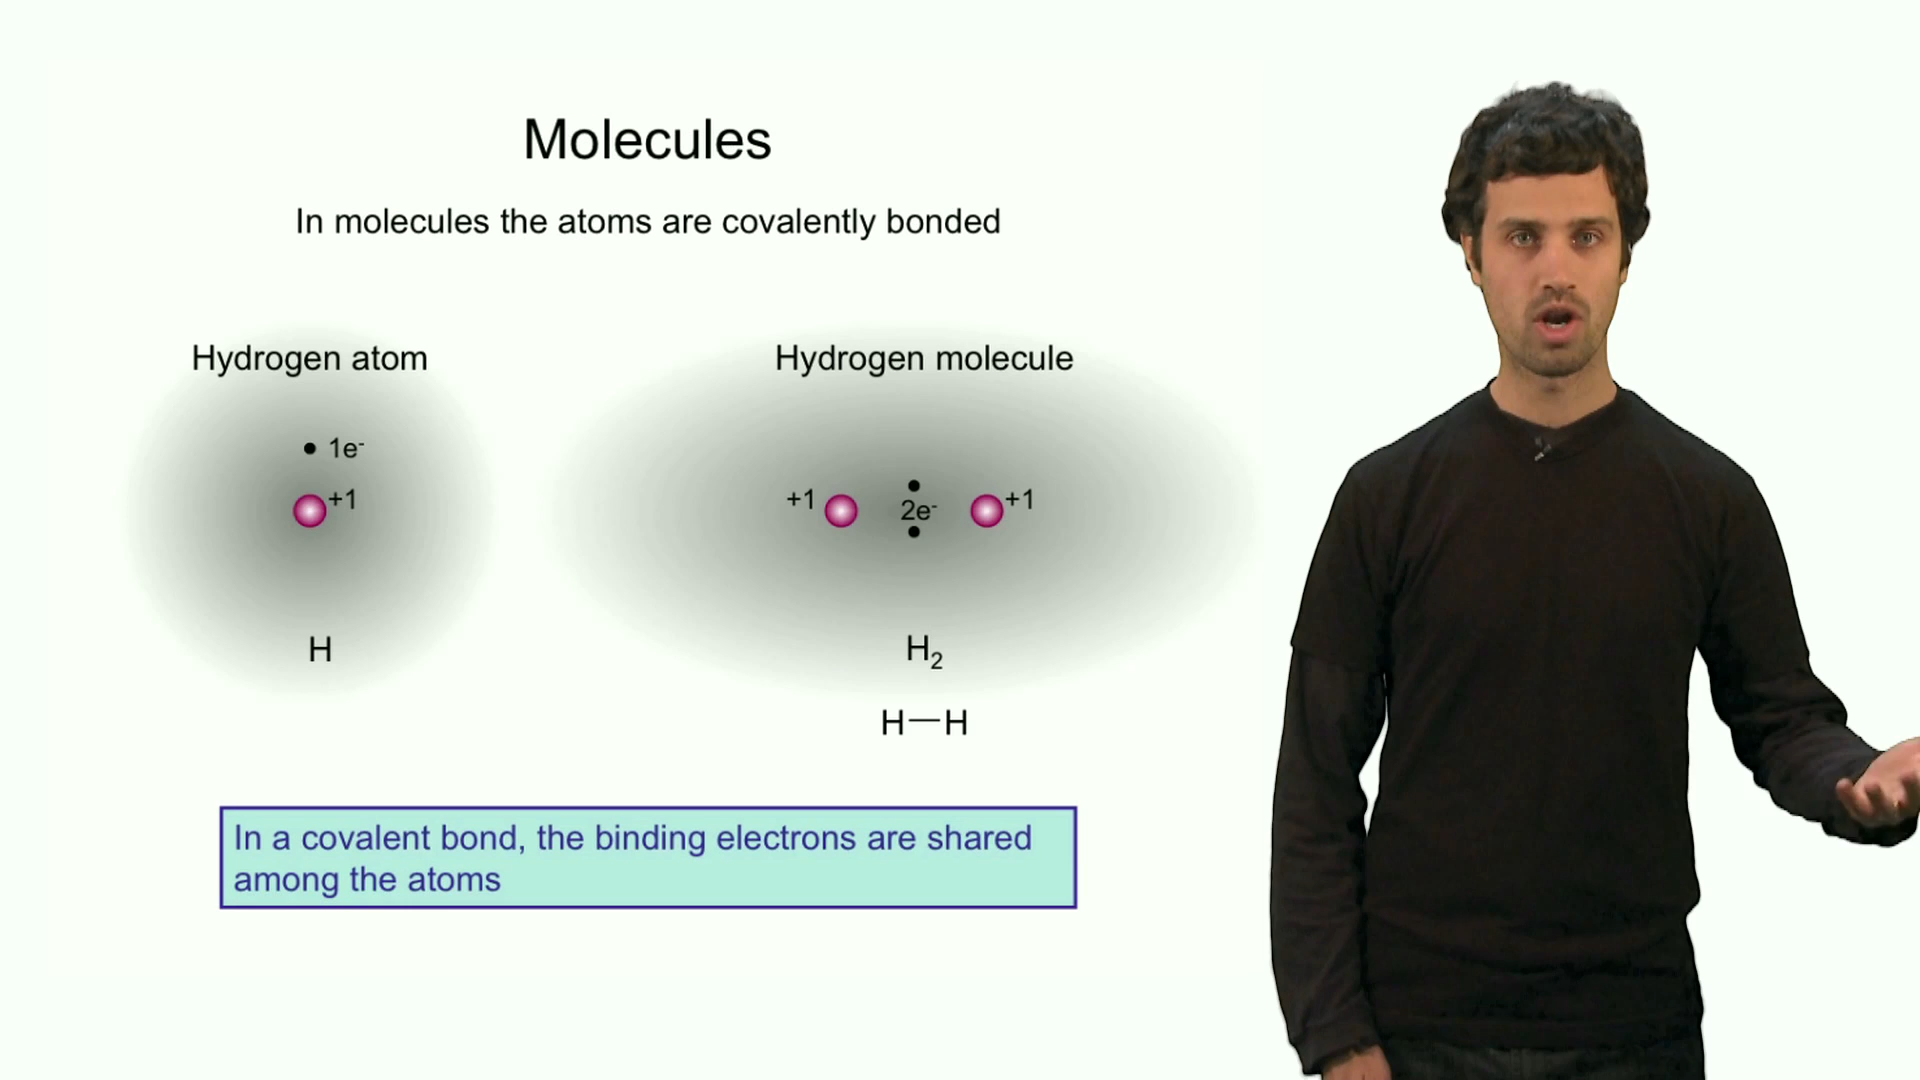 Molecules
In molecules the atoms are covalently bonded
Hydrogen atom
1e⁻
+1
H
Hydrogen molecule
+1
2e⁻
+1
H₂
H—H
In a covalent bond, the binding electrons are shared
among the atoms